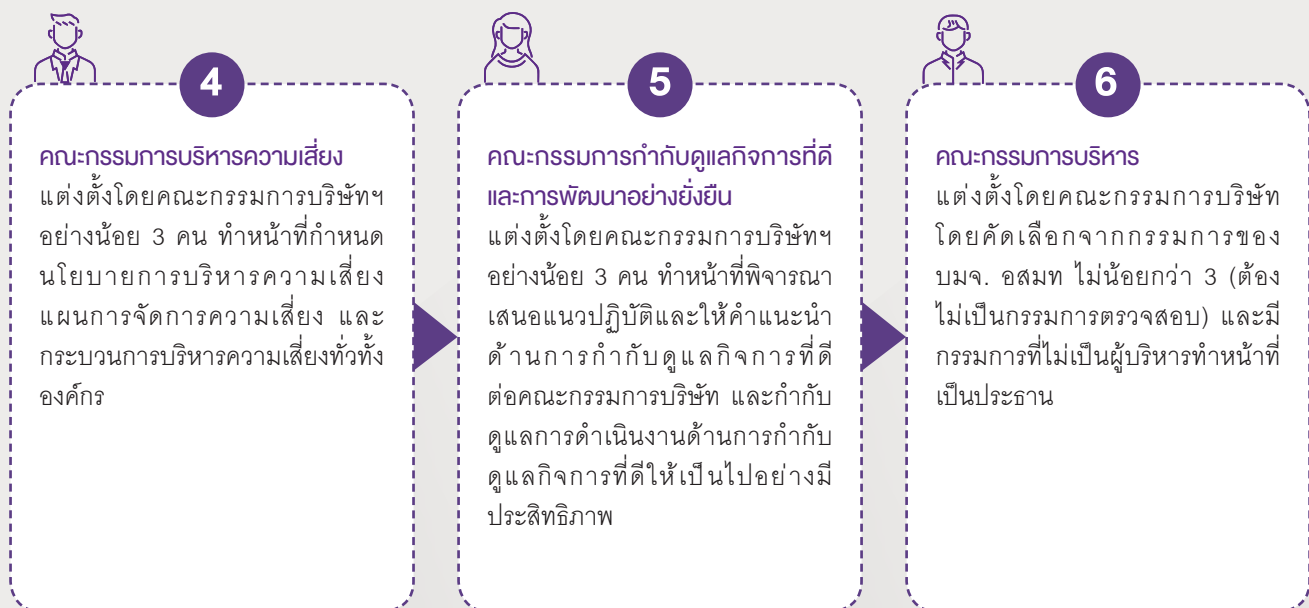 4
คณะกรรมการบริหารความเสี่ยง
แต่งตั้งโดยคณะกรรมการบริษัทฯ
อย่างน้อย 3 คน ทำหน้าที่กำหนด
นโยบายการบริหารความเสี่ยง
แผนการจัดการความเสี่ยง และ
กระบวนการบริหารความเสี่ยงทั่วทั้ง
องค์กร
5
คณะกรรมการกำกับดูแลกิจการที่ดี
และการพัฒนาอย่างยั่งยืน
แต่งตั้งโดยคณะกรรมการบริษัทฯ
อย่างน้อย 3 คน ทำหน้าที่พิจารณา
เสนอแนวปฏิบัติและให้คำแนะนำ
ด้านการกำกับดูแลกิจการที่ดี
ต่อคณะกรรมการบริษัท และกำกับ
ดูแลการดำเนินงานด้านการกำกับ
ดูแลกิจการที่ดีให้เป็นไปอย่างมี
ประสิทธิภาพ
6
คณะกรรมการบริหาร
แต่งตั้งโดยคณะกรรมการบริษัท
โดยคัดเลือกจากกรรมการของ
บมจ. อสมท ไม่น้อยกว่า 3 (ต้อง
ไม่เป็นกรรมการตรวจสอบ) และมี
กรรมการที่ไม่เป็นผู้บริหารทำหน้าที่
เป็นประธาน